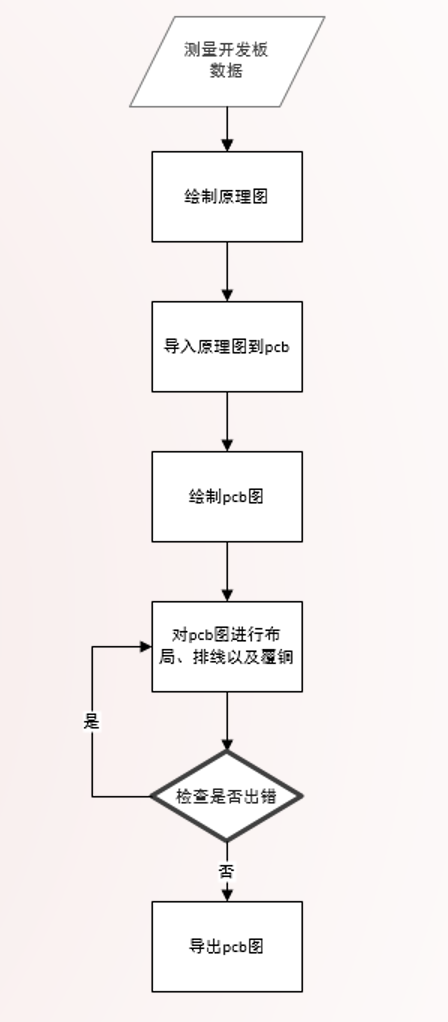 测量开发板
数据
绘制原理图
导入原理图到pcb
绘制pcb图
对pcb图进行布
局、排线以及覆铜
是
检查是否出错
否
导出pcb图